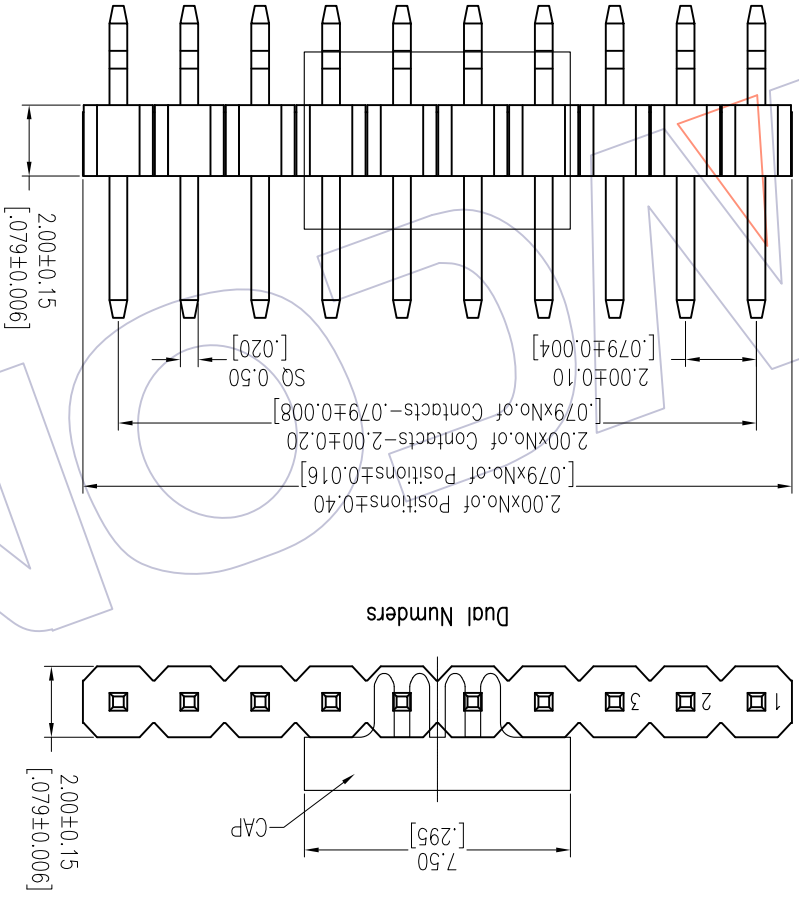 7.50
[.295]
CAP
2.00±0.15
[.079±0.006]
1
2
3
Dual Numders
2.00xNo.of Positions±0.40
[.079xNo.of Positions±0.016]
2.00xNo.of Contacts-2.00±0.20
[.079xNo.of Contacts-.079±0.008]
2.00±0.10
[.079±0.004]
SQ 0.50
[.020]
2.00±0.15
[.079±0.006]